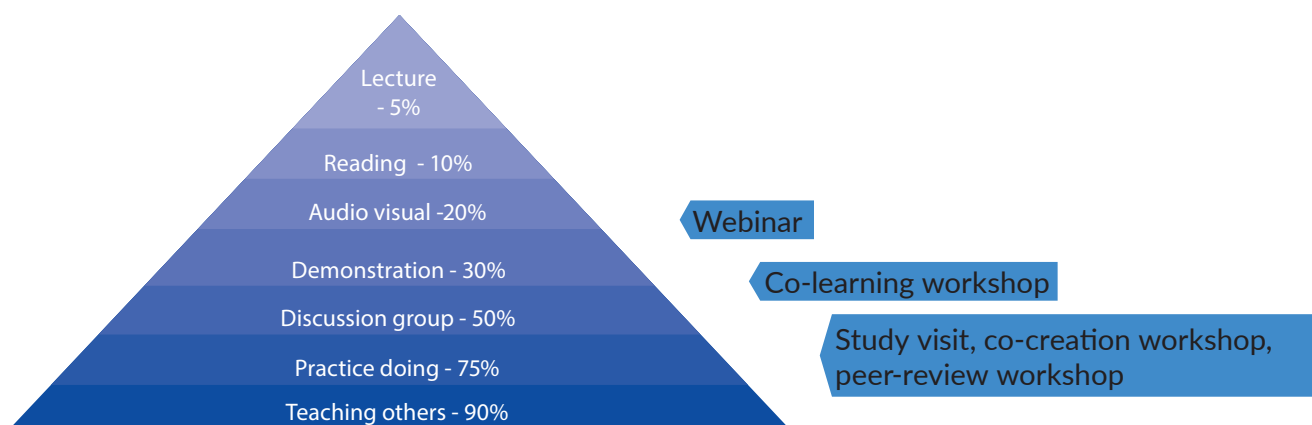 Lecture
- 5%
Reading - 10%
Audio visual -20%
Webinar
Demonstration - 30%
Co-learning workshop
Discussion group - 50%
Study visit, co-creation workshop,
peer-review workshop
Practice doing - 75%
Teaching others - 90%